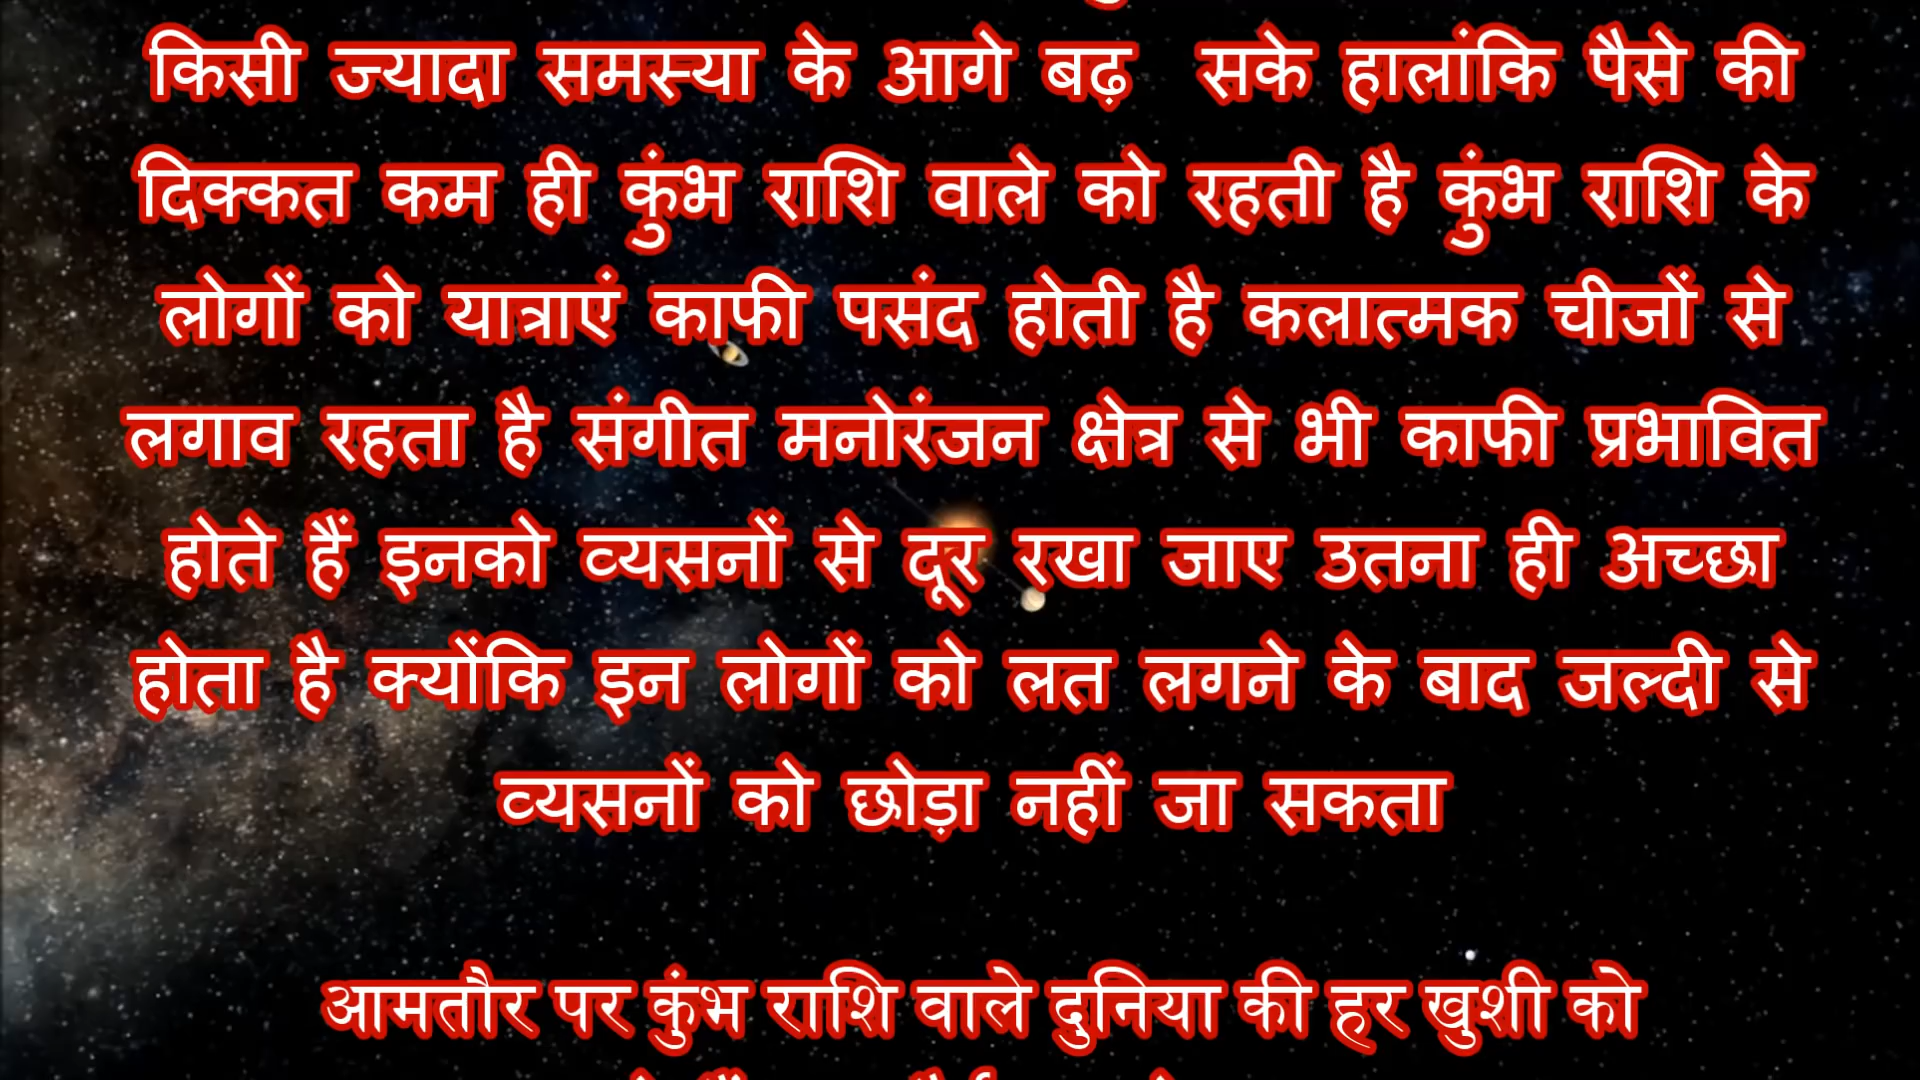 किसी ज्यादा समस्या के आगे बढ़ सके हालांकि पैसे की
दिक्कत कम ही कुंभ राशि वाले को रहती है कुंभ राशि के
लोगों को यात्राएं काफी पसंद होती है कलात्मक चीजों से
लगाव रहता है संगीत मनोरंजन क्षेत्र से भी काफी प्रभावित
होते हैं इनको व्यसनों से दूर रखा जाए उतना ही अच्छा
होता है क्योंकि इन लोगों को लत लगने के बाद जल्दी से
व्यसनों को छोड़ा नहीं जा सकता
आमतौर पर कुंभ राशि वाले दुनिया की हर खुशी को